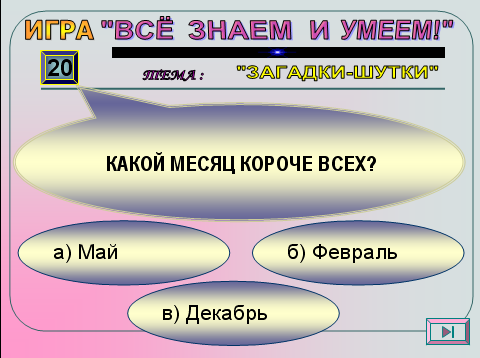 ИГРА "ВСЁ ЗНАЕМ И УМЕЕМ!"
20
ТЕМА : "ЗАГАДКИ-ШУТКИ"
КАКОЙ МЕСЯЦ КОРОЧЕ ВСЕХ?
а) Май
б) Февраль
в) Декабрь